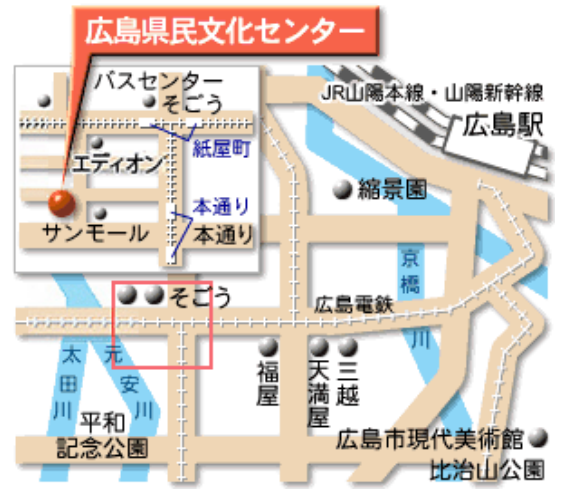 広島県民文化センター
バスセンター
そごう
紙屋町
エディオン
本通り
サンモール
本通り
JR山陽本線・山陽新幹線
広島駅
縮景園
京橋川
そごう
広島電鉄
太田川
元安川
福屋
天満屋
三越
平和
記念公園
広島市現代美術館
比治山公園